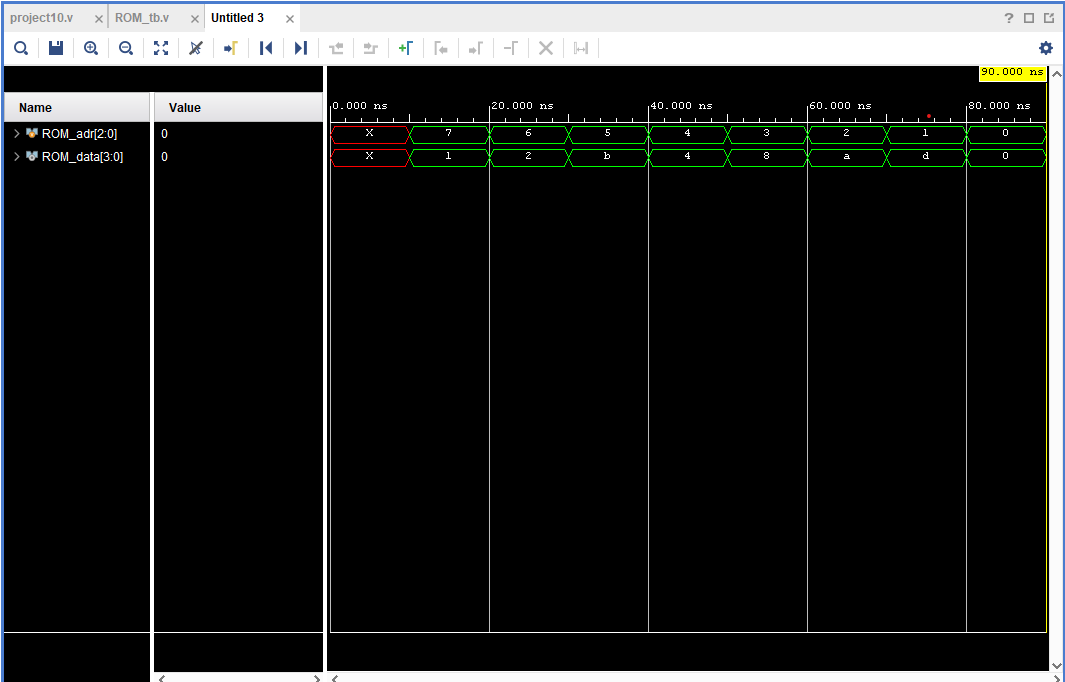 project10.v ROM_tb.v Untitled 3
90.000 ns
Name Value
0.000 ns 20.000 ns 40.000 ns 60.000 ns 80.000 ns
ROM_adr[2:0] 0 X 7 6 5 4 3 2 1 0
ROM_data[3:0] 0 X 1 2 b 4 8 a d 0